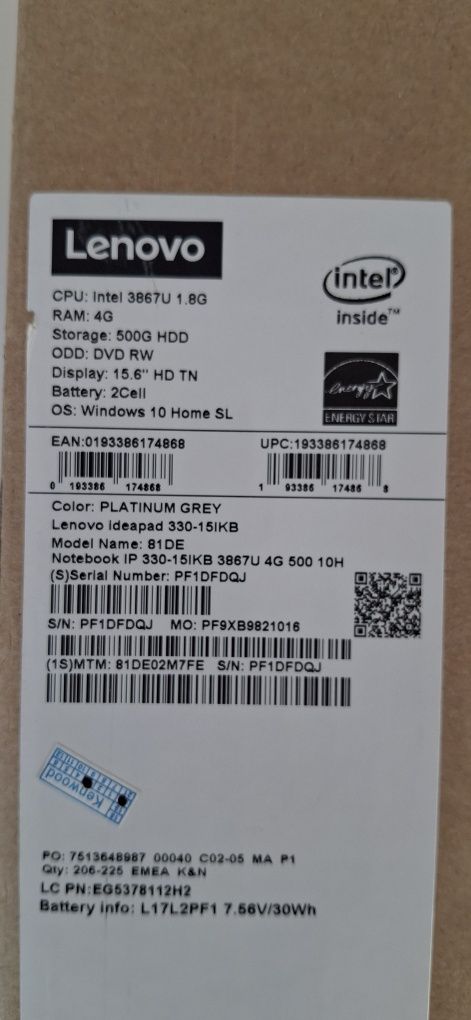 Lenovo
CPU: Intel 3867U 1.8G
RAM: 4G
Storage: 500G HDD
ODD: DVD RW
Display: 15.6" HD TN
Battery: 2Cell
OS: Windows 10 Home SL
intel®
inside™
energy
ENERGY STAR
EAN:0193386174868 UPC:193386174868
0 193386 174868 1 93386 17486 8
Color: PLATINUM GREY
Lenovo ideapad 330-15IKB
Model Name: 81DE
Notebook IP 330-15IKB 3867U 4G 500 10H
(S)Serial Number: PF1DFDQJ
S/N: PF1DFDQJ MO: PF9XB9821016
(1S)MTM: 81DE02M7FE S/N: PF1DFDQJ
Kenwood
PO: 7513648987 00040 C02-05 MA P1
Qty: 206-225 EMEA K&N
LC PN:EG5378112H2
Battery info: L17L2PF1 7.56V/30Wh